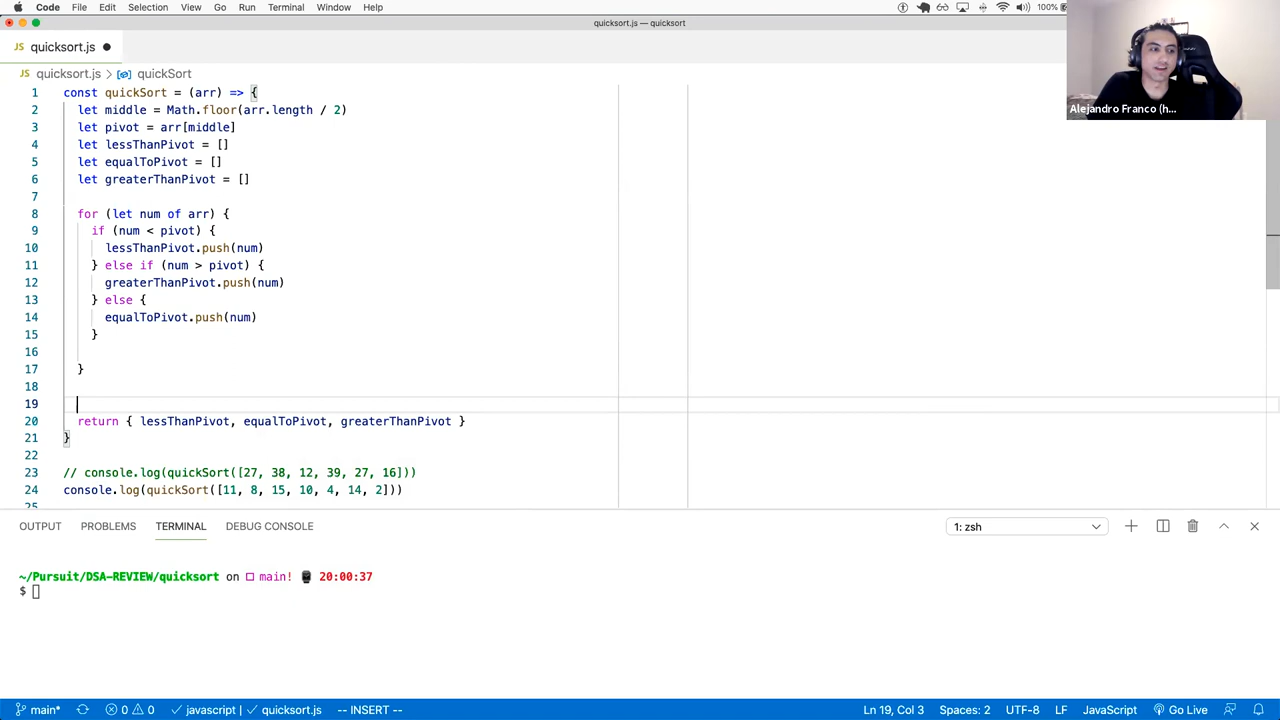 Code File Edit Selection View Go Run Terminal Window Help 100%
quicksort.js — quicksort
JS quicksort.js
JS quicksort.js > quickSort
1 const quickSort = (arr) => {
2 let middle = Math.floor(arr.length / 2)
3 let pivot = arr[middle]
4 let lessThanPivot = []
5 let equalToPivot = []
6 let greaterThanPivot = []
7
8 for (let num of arr) {
9 if (num < pivot) {
10 lessThanPivot.push(num)
11 } else if (num > pivot) {
12 greaterThanPivot.push(num)
13 } else {
14 equalToPivot.push(num)
15 }
16
17 }
18
19
20 return { lessThanPivot, equalToPivot, greaterThanPivot }
21 }
22
23 // console.log(quickSort([27, 38, 12, 39, 27, 16]))
24 console.log(quickSort([11, 8, 15, 10, 4, 14, 2]))
25
Alejandro Franco (h...
OUTPUT PROBLEMS TERMINAL DEBUG CONSOLE 1: zsh
~/Pursuit/DSA-REVIEW/quicksort on main! 20:00:37
$
main* 0 0 javascript | quicksort.js -- INSERT -- Ln 19, Col 3 Spaces: 2 UTF-8 LF JavaScript Go Live